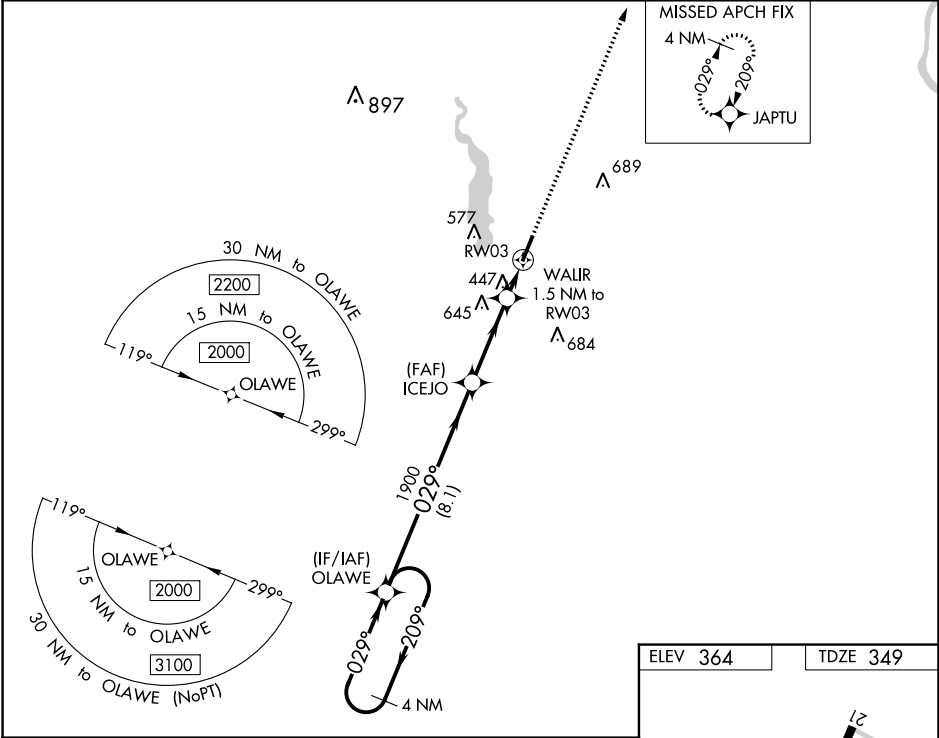 MISSED APCH FIX
4 NM
029°
209°
JAPTU
897
689
577
RW03
447
WALIR
1.5 NM to
RW03
645
684
30 NM to OLAWE
2200
15 NM to OLAWE
2000
119°
OLAWE
299°
(FAF)
ICEJO
1900
029°
(8.1)
119°
OLAWE
299°
2000
15 NM to OLAWE
3100
30 NM to OLAWE (NoPT)
(IF/IAF)
OLAWE
029°
209°
4 NM
ELEV 364
TDZE 349
21